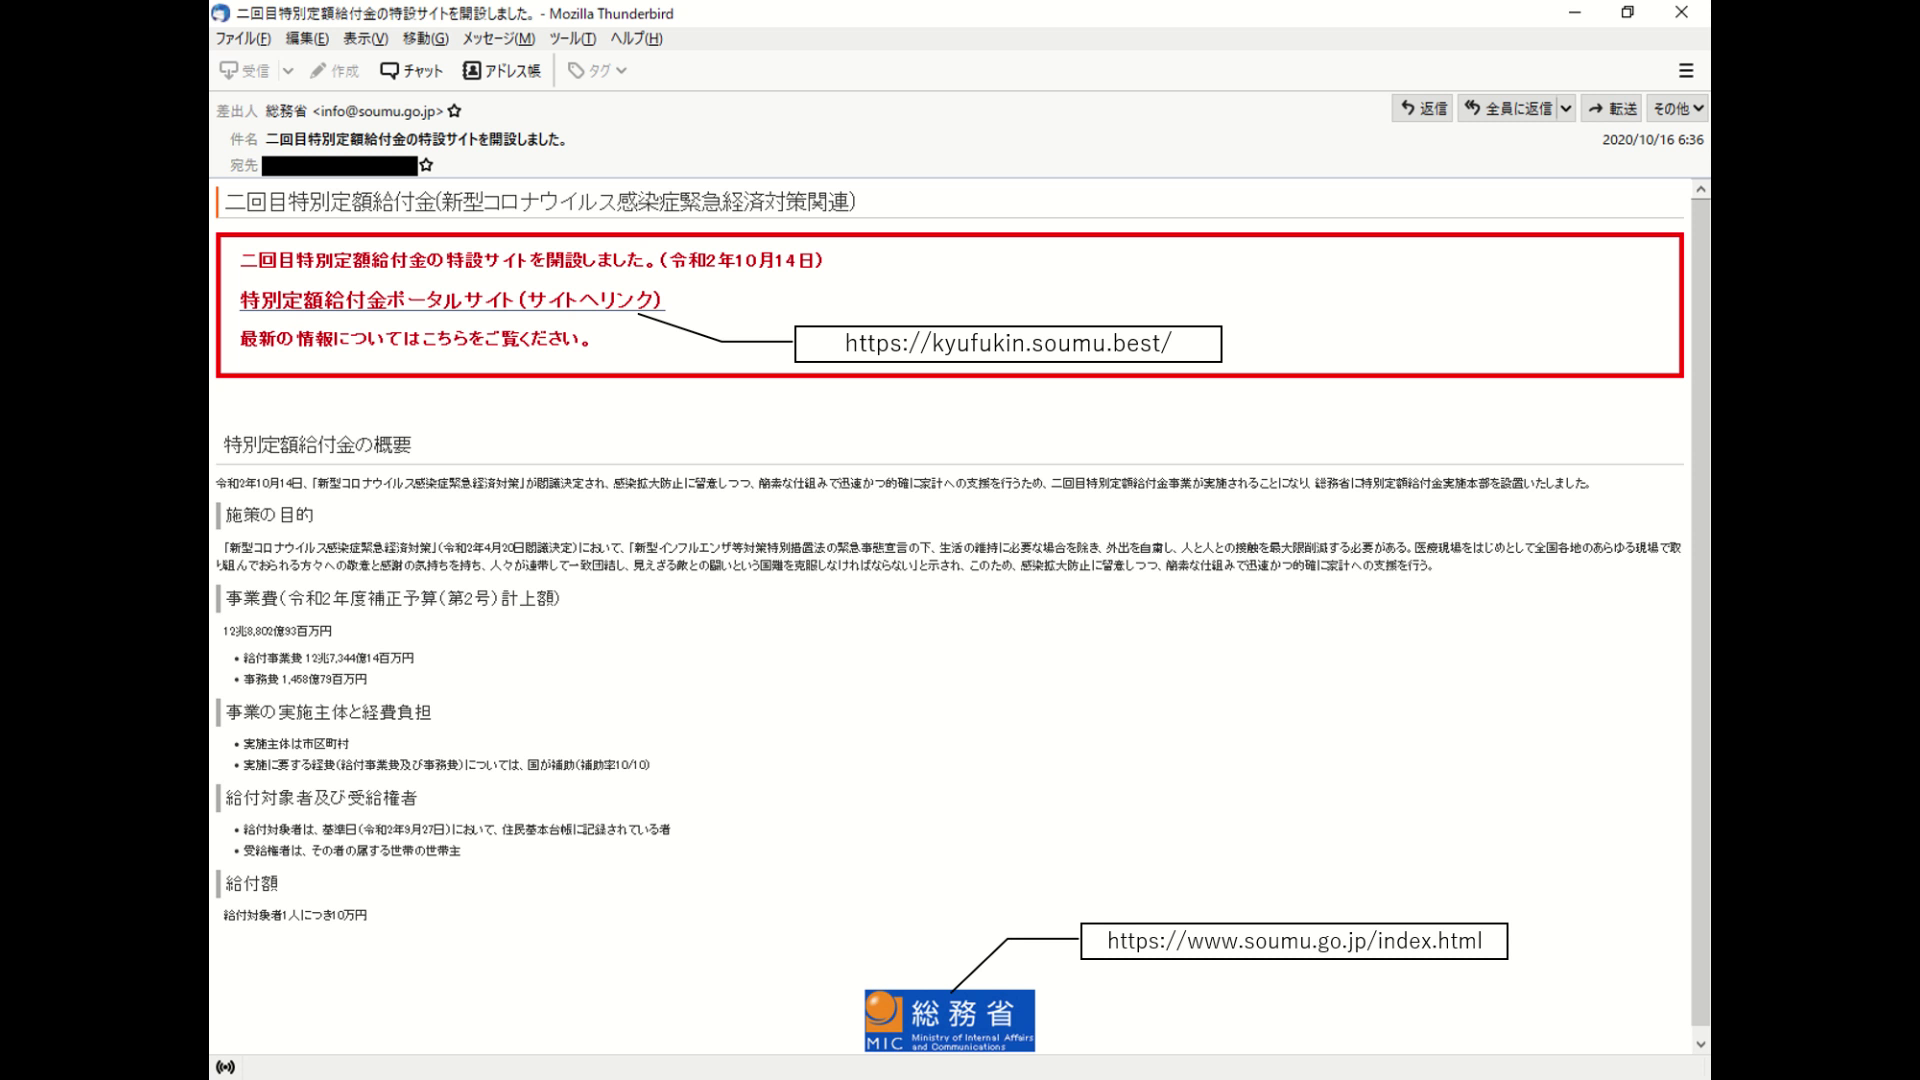 二回目特別定額給付金の特設サイトを開設しました。 - Mozilla Thunderbird
ファイル(F) 編集(E) 表示(V) 移動(G) メッセージ(M) ツール(T) ヘルプ(H)
受信 作成 チャット アドレス帳 タグ
差出人 総務省 <info@soumu.go.jp>
返信 全員に返信 転送 その他
件名 二回目特別定額給付金の特設サイトを開設しました。
2020/10/16 6:36
宛先
二回目特別定額給付金(新型コロナウイルス感染症緊急経済対策関連)
二回目特別定額給付金の特設サイトを開設しました。(令和2年10月14日)
特別定額給付金ポータルサイト(サイトへリンク)
最新の情報についてはこちらをご覧ください。
https://kyufukin.soumu.best/
特別定額給付金の概要
令和2年10月14日、「新型コロナウイルス感染症緊急経済対策」が閣議決定され、感染拡大防止に留意しつつ、簡素な仕組みで迅速かつ的確に家計への支援を行うため、二回目特別定額給付金事業が実施されることになり、総務省に特別定額給付金実施本部を設置いたしました。
施策の目的
「新型コロナウイルス感染症緊急経済対策」(令和2年4月20日閣議決定)において、「新型インフルエンザ等対策特別措置法の緊急事態宣言の下、生活の維持に必要な場合を除き、外出を自粛し、人と人との接触を最大限削減する必要がある。医療現場をはじめとして全国各地のあらゆる現場で取
り組んでおられる方々への敬意と感謝の気持ちを持ち、人々が連帯して一致団結し、見えざる敵との闘いという国難を克服しなければならない」と示され、このため、感染拡大防止に留意しつつ、簡素な仕組みで迅速かつ的確に家計への支援を行う。
事業費(令和2年度補正予算(第2号)計上額)
12兆8,802億93百万円
• 給付事業費 12兆7,344億14百万円
• 事務費 1,458億79百万円
事業の実施主体と経費負担
• 実施主体は市区町村
• 実施に要する経費(給付事業費及び事務費)については、国が補助(補助率10/10)
給付対象者及び受給権者
• 給付対象者は、基準日(令和2年9月27日)において、住民基本台帳に記録されている者
• 受給権者は、その者の属する世帯の世帯主
給付額
給付対象者1人につき10万円
https://www.soumu.go.jp/index.html
総務省
MIC Ministry of Internal Affairs
and Communications